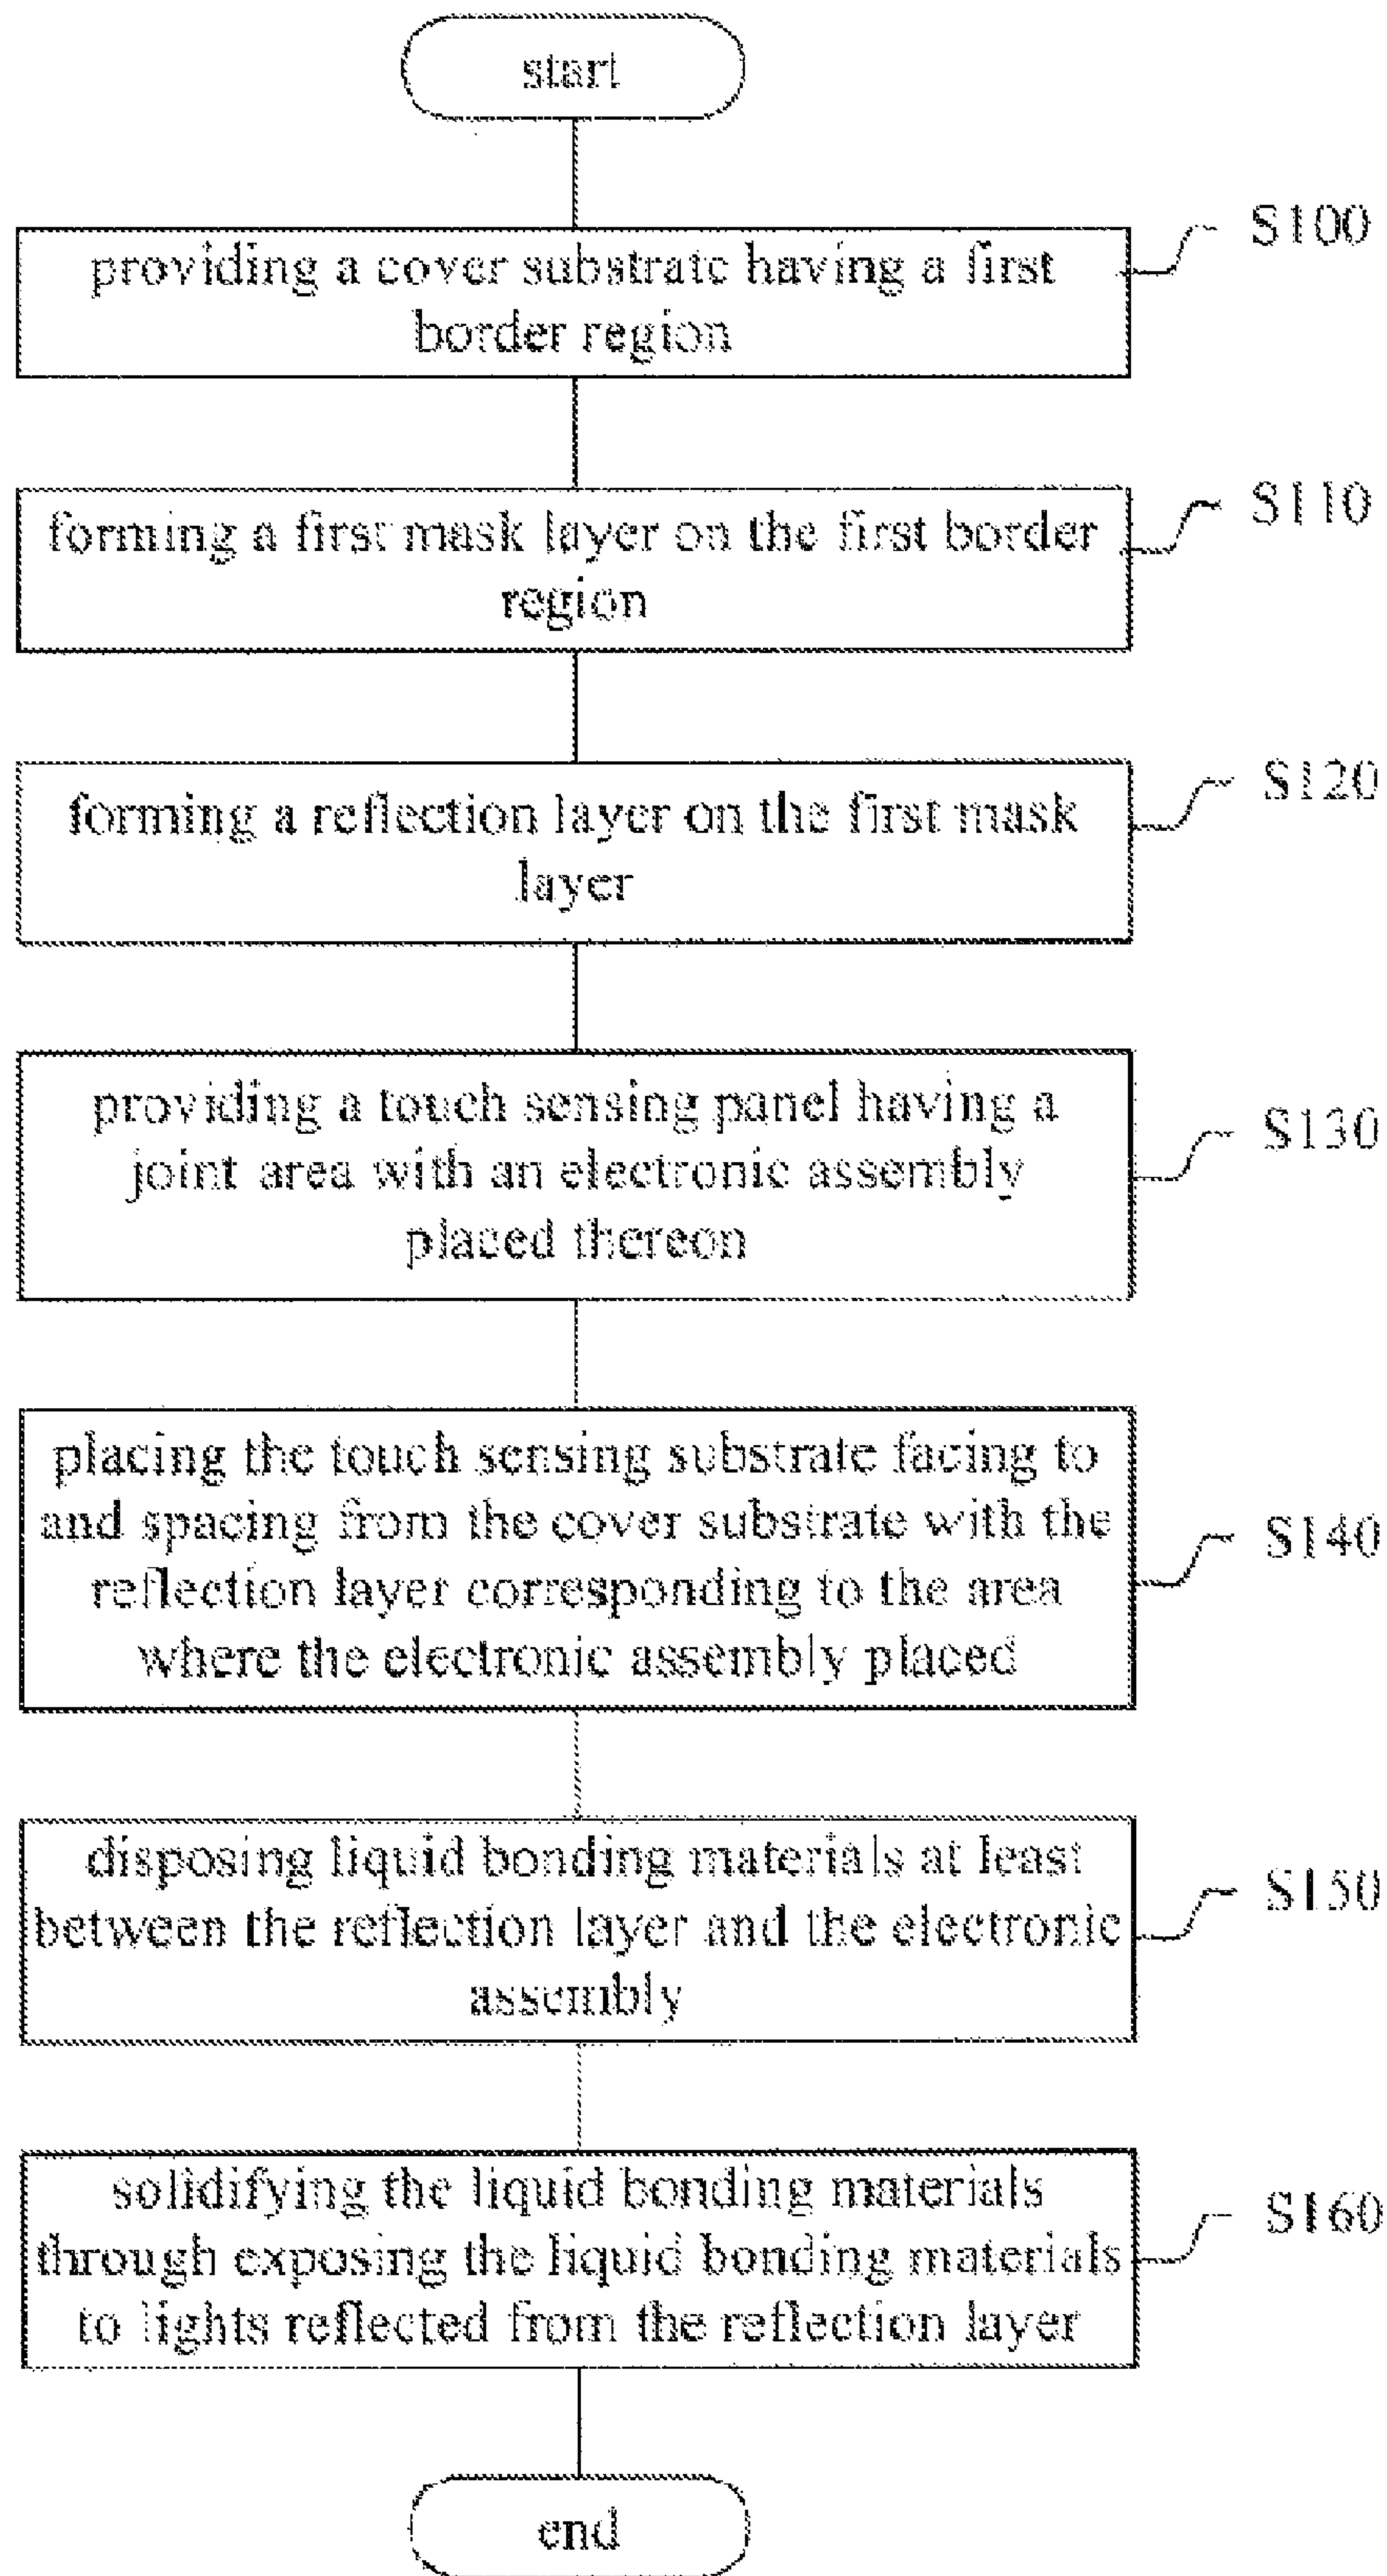 start
S100
providing a cover substrate having a first
border region
S110
forming a first mask layer on the first border
region
S120
forming a reflection layer on the first mask
layer
S130
providing a touch sensing panel having a
joint area with an electronic assembly
placed thereon
S140
placing the touch sensing substrate facing to
and spacing from the cover substrate with the
reflection layer corresponding to the area
where the electronic assembly placed
S150
disposing liquid bonding materials at least
between the reflection layer and the electronic
assembly
S160
solidifying the liquid bonding materials
through exposing the liquid bonding materials
to lights reflected from the reflection layer
end